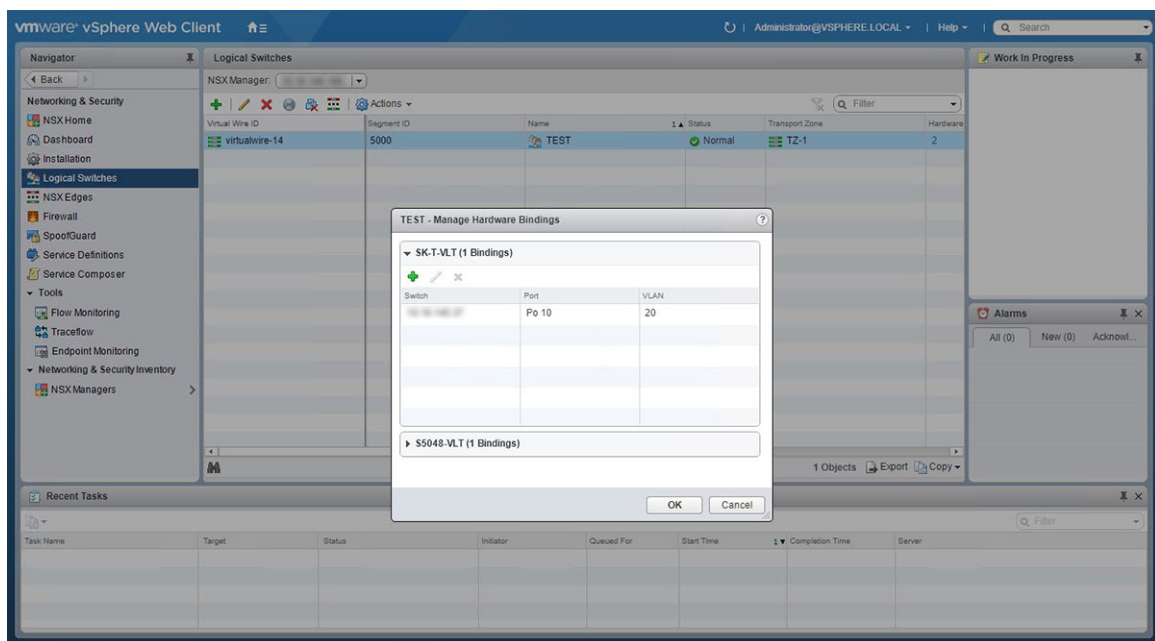 vmware® vSphere Web Client
Administrator@VSPHERE.LOCAL
Help
Search
Navigator
Back
Networking & Security
NSX Home
Dashboard
Installation
Logical Switches
NSX Edges
Firewall
SpoofGuard
Service Definitions
Service Composer
Tools
Flow Monitoring
Traceflow
Endpoint Monitoring
Networking & Security Inventory
NSX Managers
Logical Switches
NSX Manager:
Actions
Filter
Virtual Wire ID Segment ID Name 1 Status Transport Zone Hardware
virtualwire-14 5000 TEST Normal TZ-1 2
TEST - Manage Hardware Bindings
SK-T-VLT (1 Bindings)
Switch Port VLAN
Po 10 20
S5048-VLT (1 Bindings)
OK Cancel
1 Objects Export Copy
Work In Progress
Alarms
All (0) New (0) Acknowl...
Recent Tasks
Filter
Task Name Target Status Initiator Queued For Start Time 1 Completion Time Server